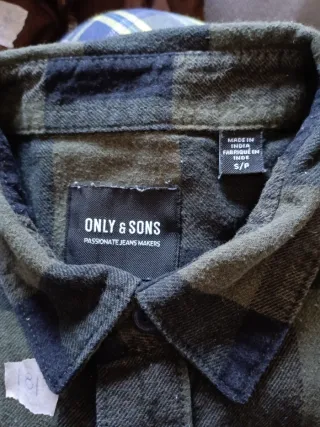 MADE IN
INDIA
FABRIQUÉ EN
INDE
S/P
ONLY & SONS
PASSIONATE JEANS MAKERS